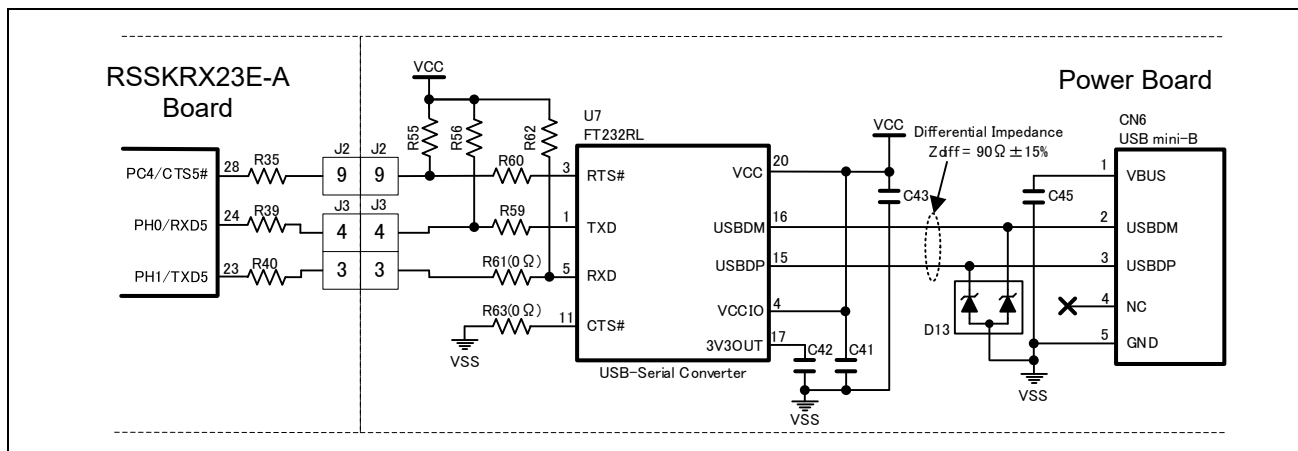 RSSKRX23E-A
Board
Power Board
VCC
R55
R56
R62
U7
FT232RL
VCC
Differential Impedance
Zdiff = 90Ω ±15%
CN6
USB mini-B
PC4/CTS5#
28
R35
J2
9
J2
9
R60
3
RTS#
VCC
20
C43
C45
1
VBUS
PH0/RXD5
24
R39
J3
4
J3
4
R59
1
TXD
USBDM
16
2
USBDM
PH1/TXD5
23
R40
3
3
R61(0Ω)
5
RXD
USBDP
15
3
USBDP
R63(0Ω)
11
CTS#
VCCIO
4
4
NC
VSS
3V3OUT
17
C42
C41
D13
5
GND
USB-Serial Converter
VSS
VSS